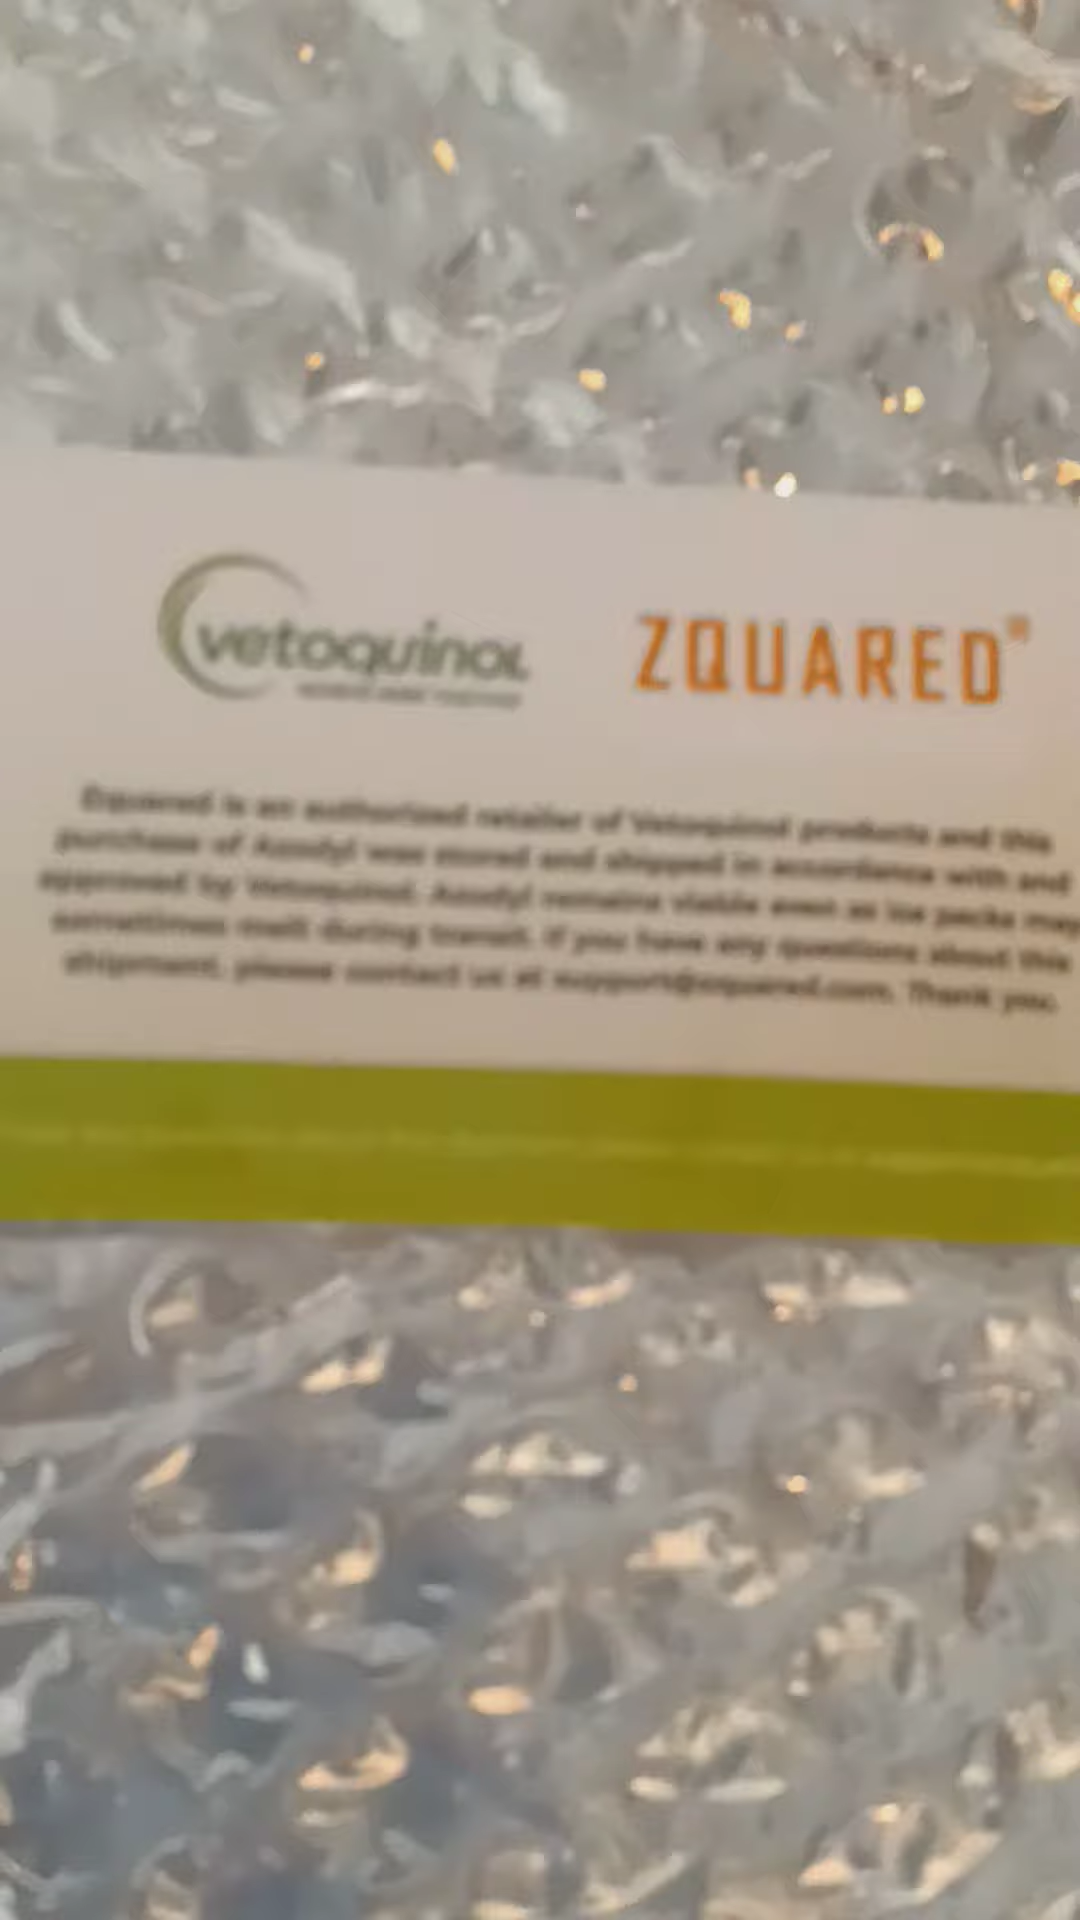 vetoquinol
ZQUARED®
Zquared is an authorized retailer of Vetoquinol products and this
purchase of Azodyl was stored and shipped in accordance with and
approved by Vetoquinol. Azodyl remains viable even as ice packs may
sometimes melt during transit. If you have any questions about this
shipment, please contact us at support@zquared.com. Thank you.